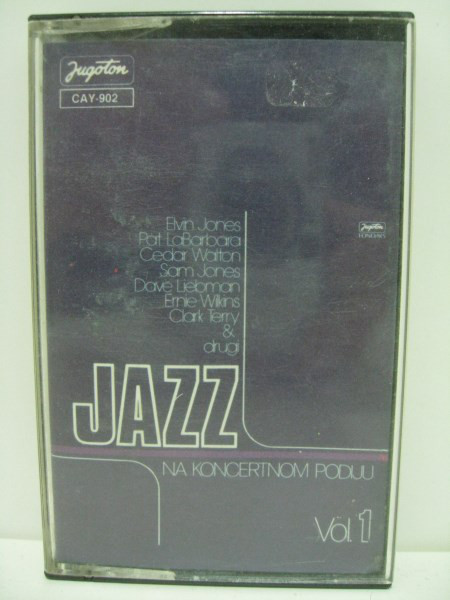 Jugoton
CAY-902
Elvin Jones
Pat LaBarbara
Cedar Walton
Sam Jones
Dave Liebman
Ernie Wilkins
Clark Terry
&
drugi
Jugoton
JAZZ
NA KONCERTNOM PODIJU
Vol. 1